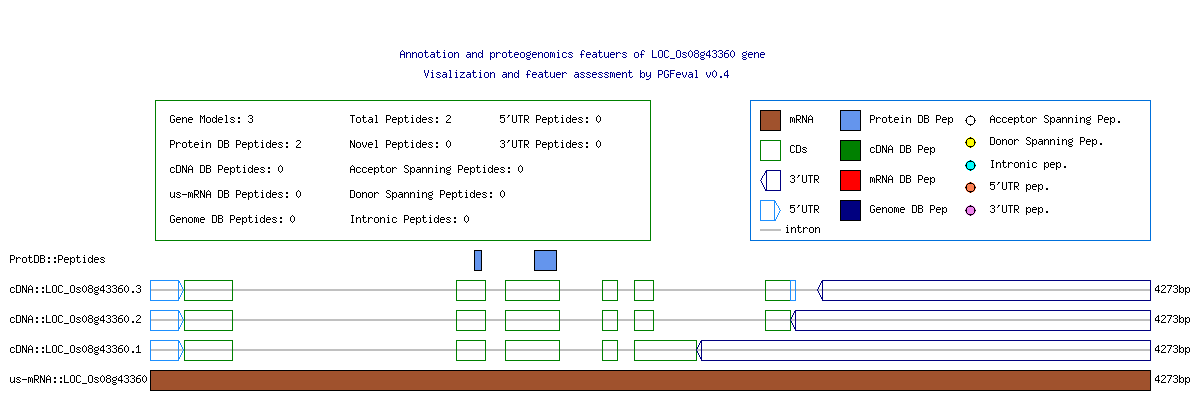 Annotation and proteogenomics featuers of LOC_Os08g43360 gene
Visalization and featuer assessment by PGFeval v0.4
Gene Models: 3 Total Peptides: 2 5'UTR Peptides: 0
Protein DB Peptides: 2 Novel Peptides: 0 3'UTR Peptides: 0
cDNA DB Peptides: 0 Acceptor Spanning Peptides: 0
us-mRNA DB Peptides: 0 Donor Spanning Peptides: 0
Genome DB Peptides: 0 Intronic Peptides: 0
mRNA Protein DB Pep Acceptor Spanning Pep.
CDs cDNA DB Pep Donor Spanning Pep.
3'UTR mRNA DB Pep Intronic pep.
5'UTR Genome DB Pep 5'UTR pep.
intron 3'UTR pep.
ProtDB::Peptides
cDNA::LOC_Os08g43360.3 4273bp
cDNA::LOC_Os08g43360.2 4273bp
cDNA::LOC_Os08g43360.1 4273bp
us-mRNA::LOC_Os08g43360 4273bp